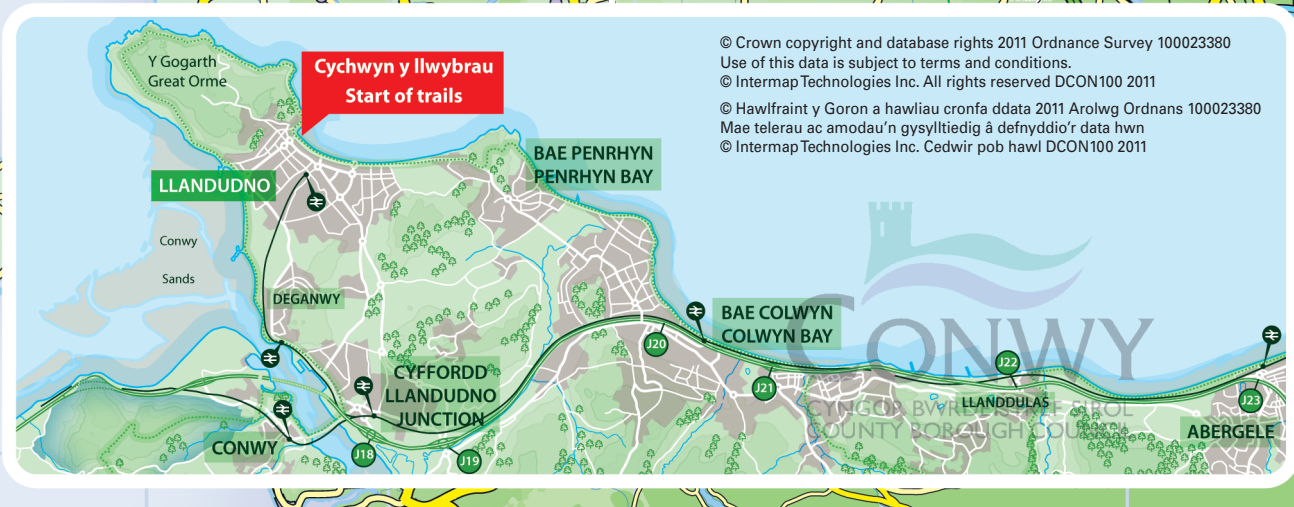 Y Gogarth
Great Orme
Cychwyn y llwybrau
Start of trails
© Crown copyright and database rights 2011 Ordnance Survey 100023380
Use of this data is subject to terms and conditions.
© Intermap Technologies Inc. All rights reserved DCON100 2011
© Hawlfraint y Goron a hawliau cronfa ddata 2011 Arolwg Ordnans 100023380
Mae telerau ac amodau'n gysylltiedig â defnyddio'r data hwn
© Intermap Technologies Inc. Cedwir pob hawl DCON100 2011
BAE PENRHYN
PENRHYN BAY
LLANDUDNO
Conwy
Sands
DEGANWY
BAE COLWYN
COLWYN BAY
CONWY
J20
J22
J21
CYFFORDD
LLANDUDNO
JUNCTION
LLANDDULAS
J23
CYNGOR BWRDEISTREF SIROL
COUNTY BOROUGH COUNCIL
ABERGELE
CONWY
J18
J19